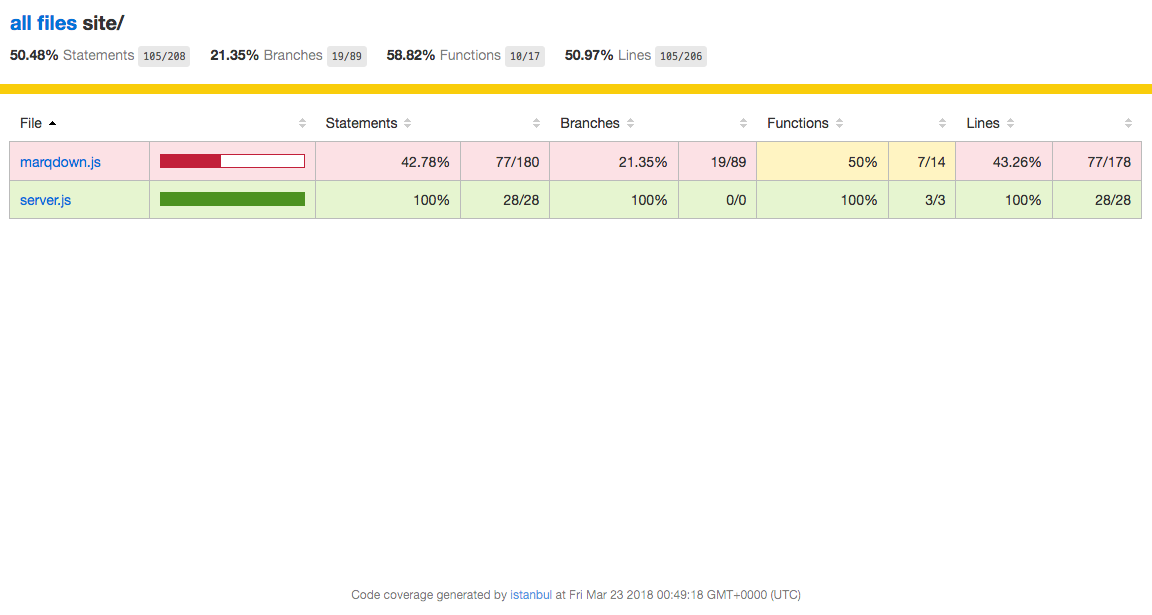 all files site/
50.48% Statements 105/208 21.35% Branches 19/89 58.82% Functions 10/17 50.97% Lines 105/206
File Statements Branches Functions Lines
marqdown.js 42.78% 77/180 21.35% 19/89 50% 7/14 43.26% 77/178
server.js 100% 28/28 100% 0/0 100% 3/3 100% 28/28
Code coverage generated by istanbul at Fri Mar 23 2018 00:49:18 GMT+0000 (UTC)